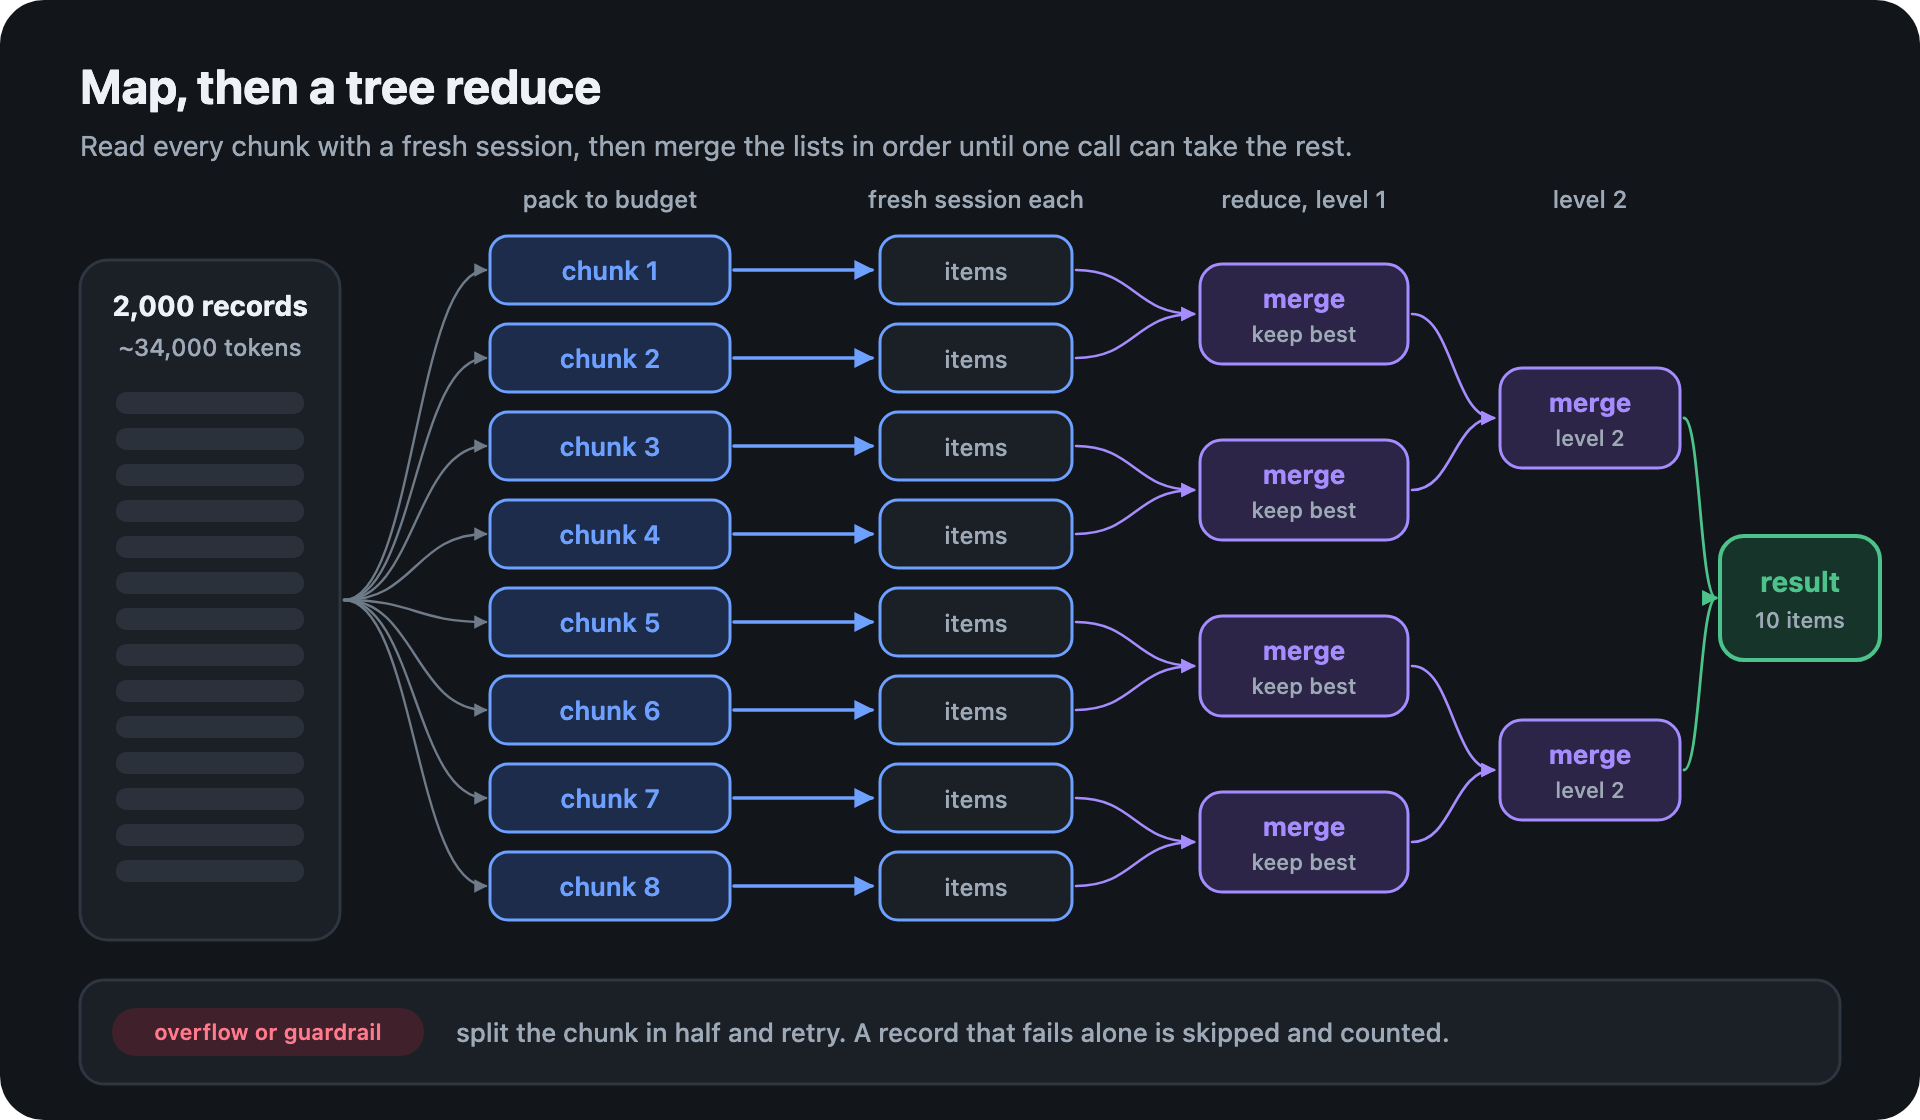 Map, then a tree reduce
Read every chunk with a fresh session, then merge the lists in order until one call can take the rest.
pack to budget
fresh session each
reduce, level 1
level 2
2,000 records
~34,000 tokens
chunk 1
items
chunk 2
items
chunk 3
items
chunk 4
items
chunk 5
items
chunk 6
items
chunk 7
items
chunk 8
items
merge
keep best
merge
keep best
merge
keep best
merge
keep best
merge
level 2
merge
level 2
result
10 items
overflow or guardrail
split the chunk in half and retry. A record that fails alone is skipped and counted.